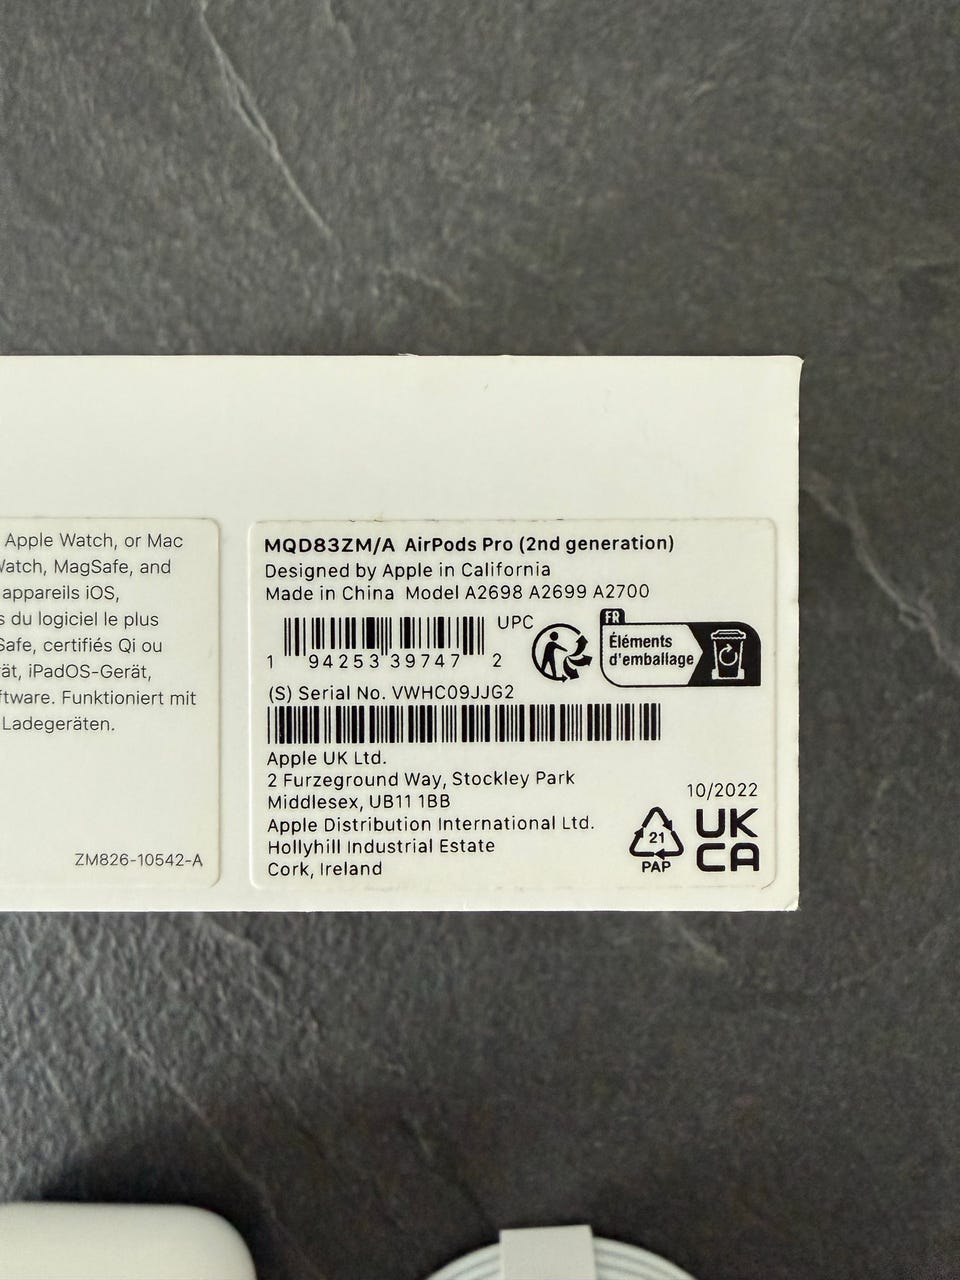 Apple Watch, or Mac
Watch, MagSafe, and
appareils iOS,
s du logiciel le plus
Safe, certifiés Qi ou
rät, iPadOS-Gerät,
ftware. Funktioniert mit
Ladegeräten.
ZM826-10542-A
MQD83ZM/A AirPods Pro (2nd generation)
Designed by Apple in California
Made in China Model A2698 A2699 A2700
UPC
1 94253 39747 2
FR
Éléments
d'emballage
(S) Serial No. VWHC09JJG2
Apple UK Ltd.
2 Furzeground Way, Stockley Park
Middlesex, UB11 1BB
Apple Distribution International Ltd.
Hollyhill Industrial Estate
Cork, Ireland
10/2022
21
PAP
UK
CA